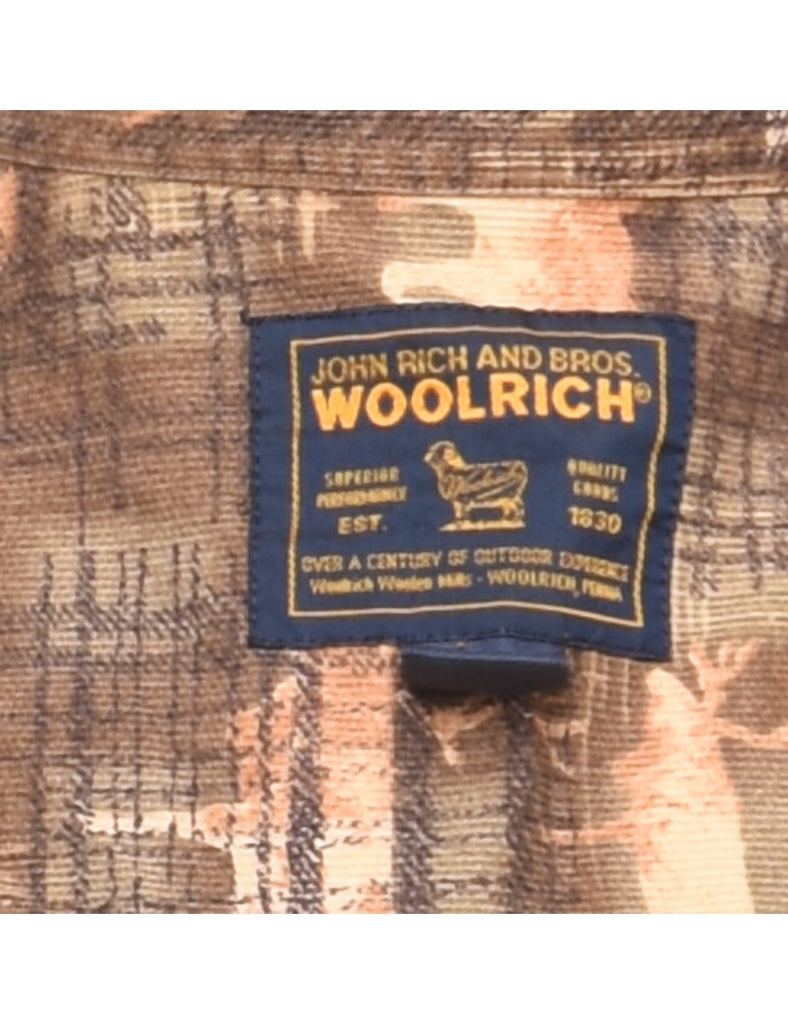 JOHN RICH AND BROS.
WOOLRICH®
SUPERIOR
PERFORMANCE
QUALITY
GOODS
EST.
1830
OVER A CENTURY OF OUTDOOR EXPERIENCE
Woolrich Woolen Mills - WOOLRICH, PENNA